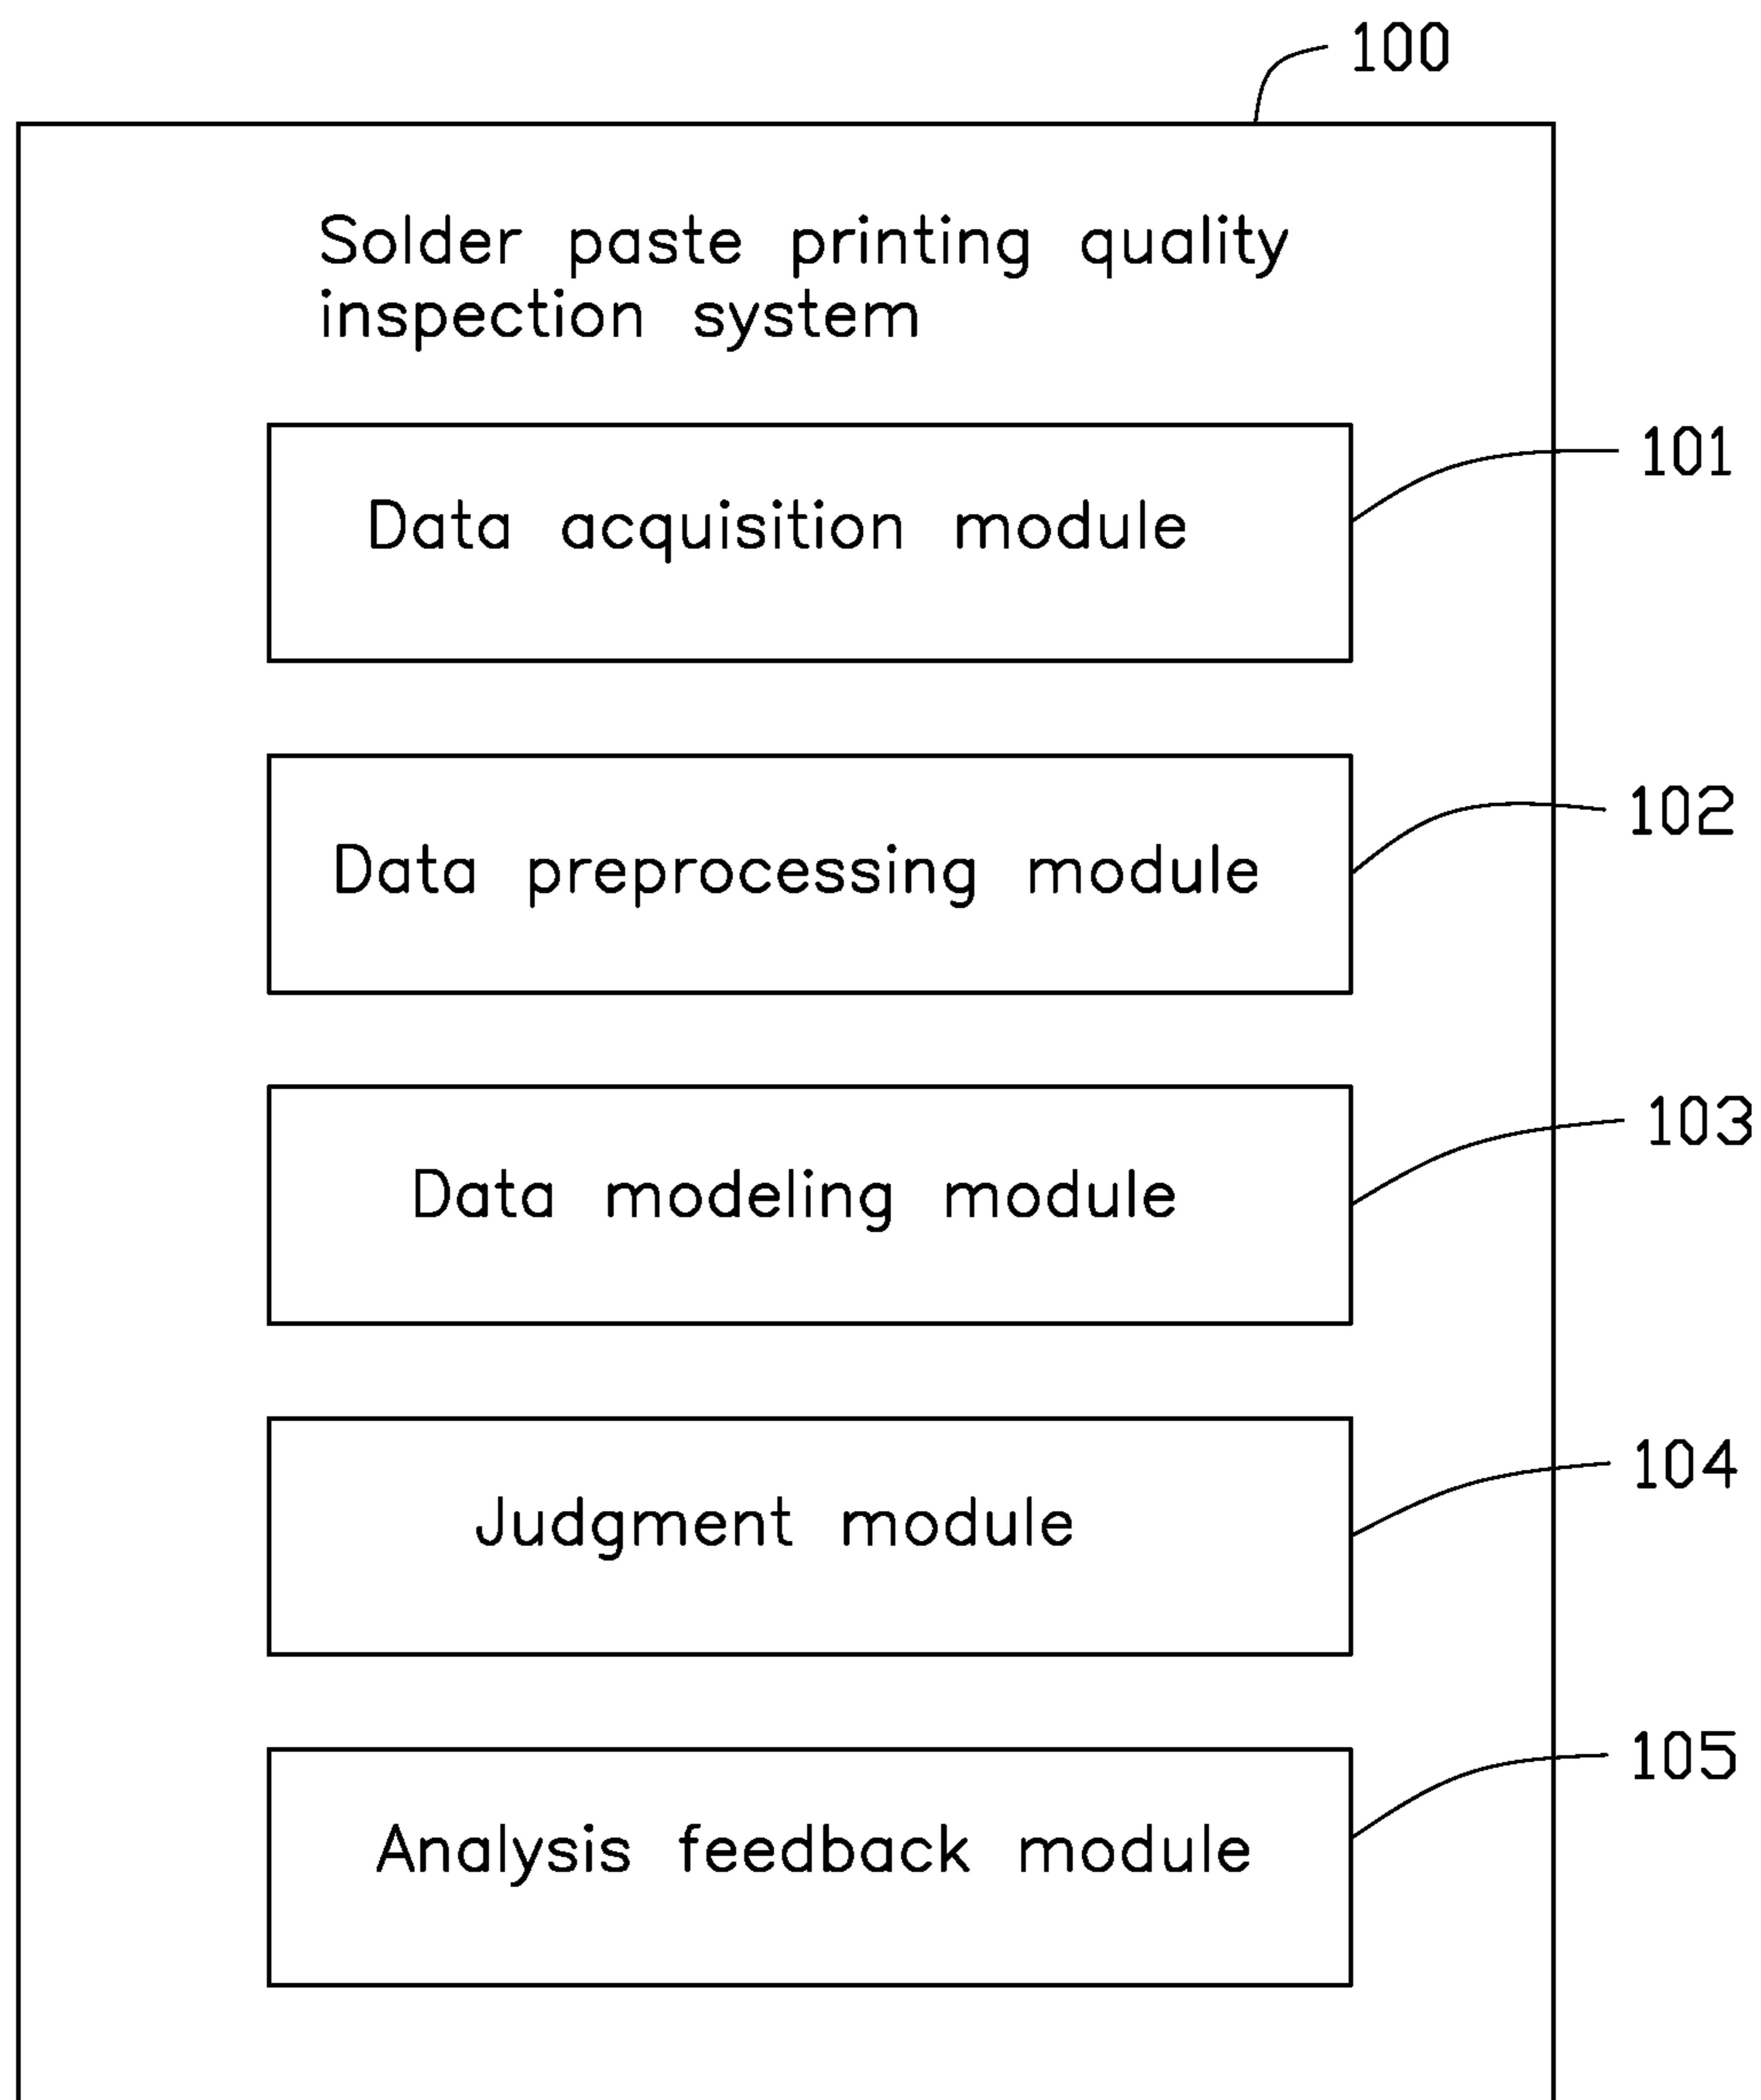 100
Solder paste printing quality
inspection system
101
Data acquisition module
102
Data preprocessing module
103
Data modeling module
104
Judgment module
105
Analysis feedback module